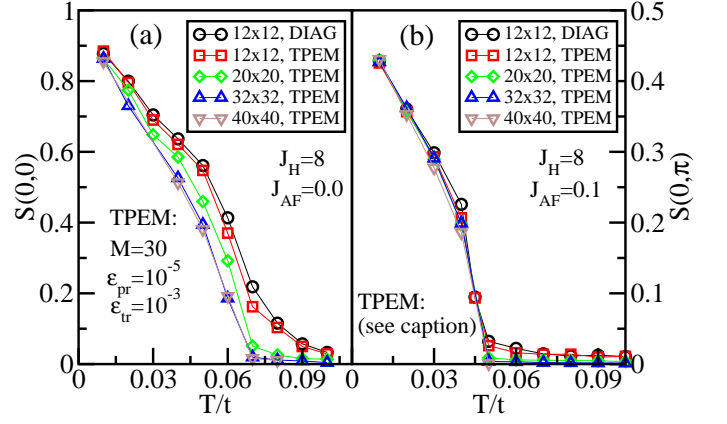 (a)
12x12, DIAG
12x12, TPEM
20x20, TPEM
32x32, TPEM
40x40, TPEM
J_H=8
J_AF=0.0
TPEM:
M=30
ε_pr=10^-5
ε_tr=10^-3
S(0,0)
1
0.8
0.6
0.4
0.2
0
0 0.03 0.06 0.09
T/t
(b)
12x12, DIAG
12x12, TPEM
20x20, TPEM
32x32, TPEM
40x40, TPEM
J_H=8
J_AF=0.1
TPEM:
(see caption)
S(0,π)
0.5
0.4
0.3
0.2
0.1
0
0 0.03 0.06 0.09
T/t